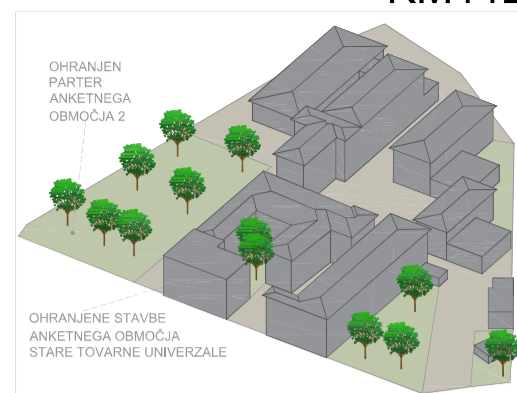 OHRANJEN
PARTER
ANKETNEGA
OBMOČJA 2
OHRANJENE STAVBE
ANKETNEGA OBMOČJA
STARE TOVARNE UNIVERZALE